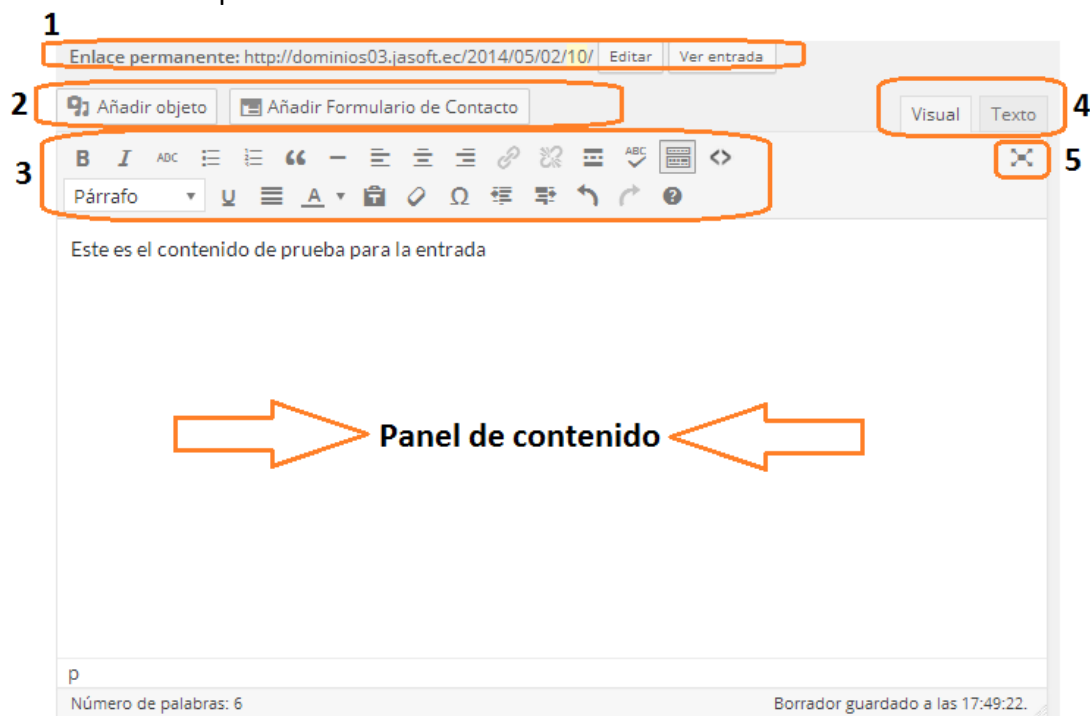 1
Enlace permanente: http://dominios03.jasoft.ec/2014/05/02/10/ Editar Ver entrada
2 Añadir objeto Añadir Formulario de Contacto Visual Texto 4
3 B I ABC ABC 5
Párrafo U A Ω
Este es el contenido de prueba para la entrada
Panel de contenido
p
Número de palabras: 6 Borrador guardado a las 17:49:22.